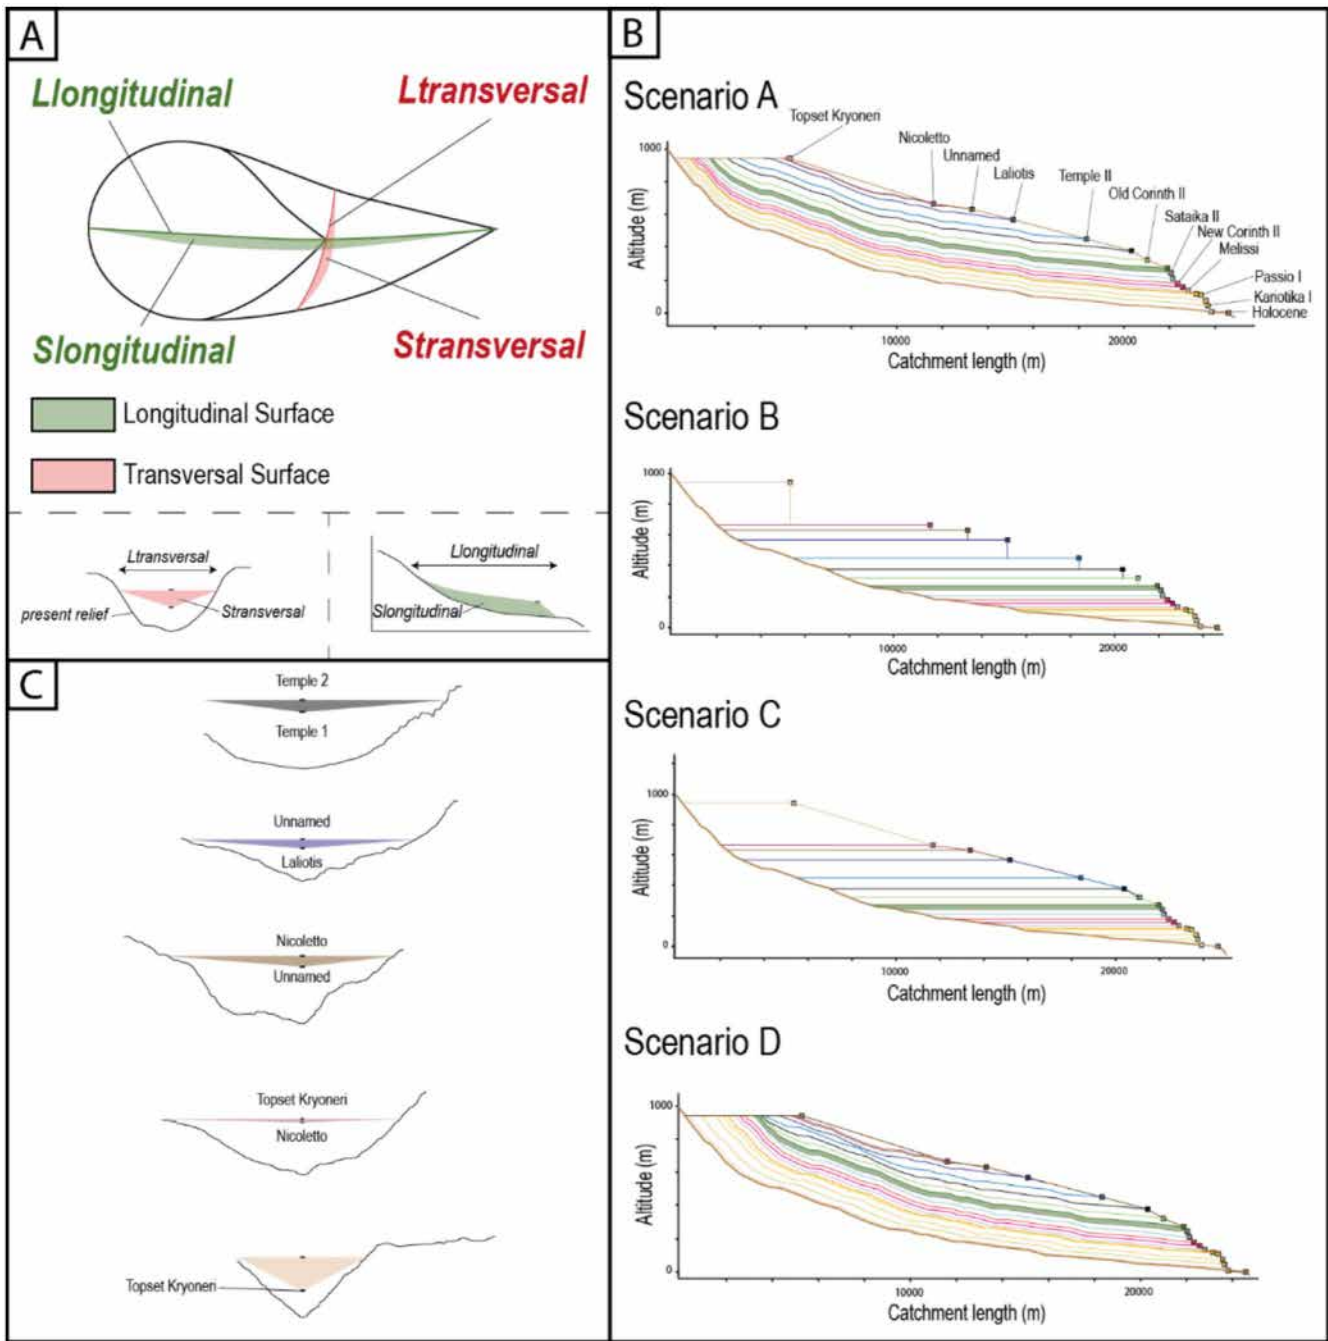 A
Llongitudinal
Ltransversal
Slongitudinal
Stransversal
Longitudinal Surface
Transversal Surface
Ltransversal
present relief
Stransversal
Llongitudinal
Slongitudinal
B
Scenario A
Topset Kryoneri
Nicoletto
Unnamed
Laliotis
Temple II
Old Corinth II
Sataika II
New Corinth II
Melissi
Passio I
Kariotika I
Holocene
1000
Altitude (m)
0
10000
20000
Catchment length (m)
Scenario B
1000
Altitude (m)
0
10000
20000
Catchment length (m)
Scenario C
1000
Altitude (m)
0
10000
20000
Catchment length (m)
Scenario D
1000
Altitude (m)
0
10000
20000
Catchment length (m)
C
Temple 2
Temple 1
Unnamed
Laliotis
Nicoletto
Unnamed
Topset Kryoneri
Nicoletto
Topset Kryoneri